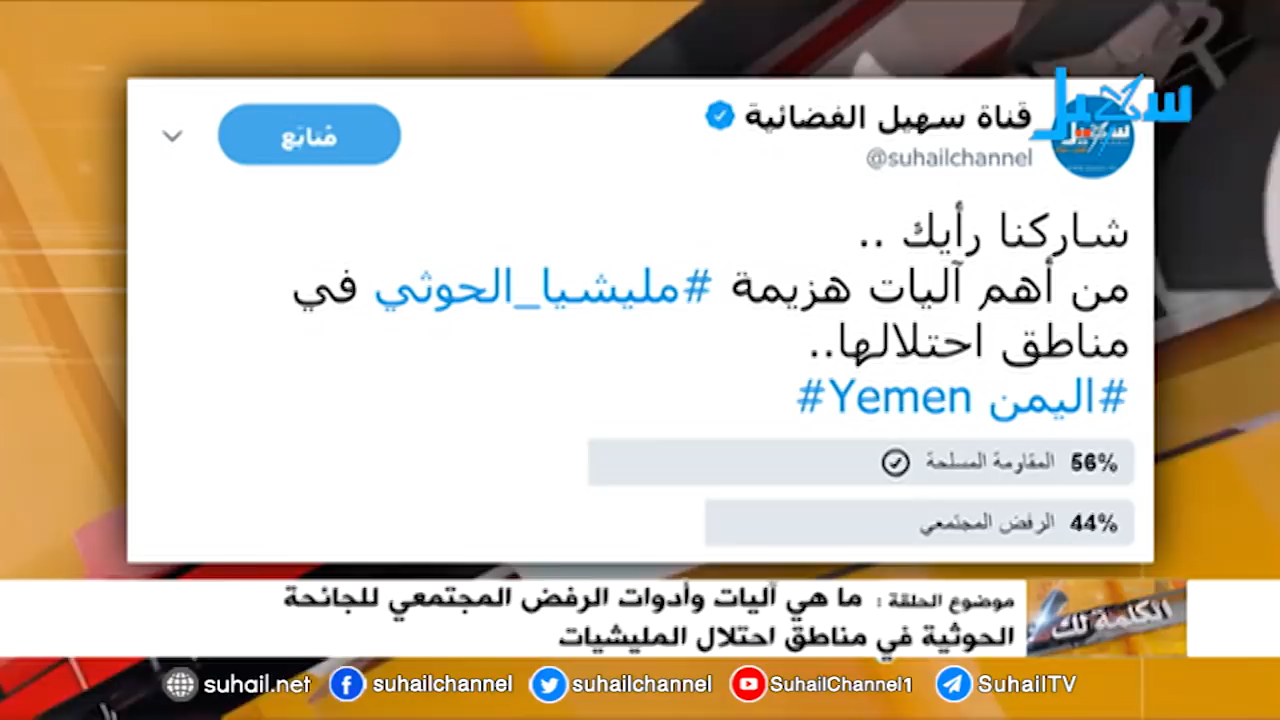 سهيل
قناة سهيل الفضائية
@suhailchannel
مُتابَع
شاركنا رأيك ..
من أهم آليات هزيمة #مليشيا_الحوثي في
مناطق احتلالها..
#اليمن Yemen#
56% المقاومة المسلحة
44% الرفض المجتمعي
موضوع الحلقة : ما هي آليات وأدوات الرفض المجتمعي للجائحة
الحوثية في مناطق احتلال المليشيات
الكلمة لك
suhail.net suhailchannel suhailchannel SuhailChannel1 SuhailTV